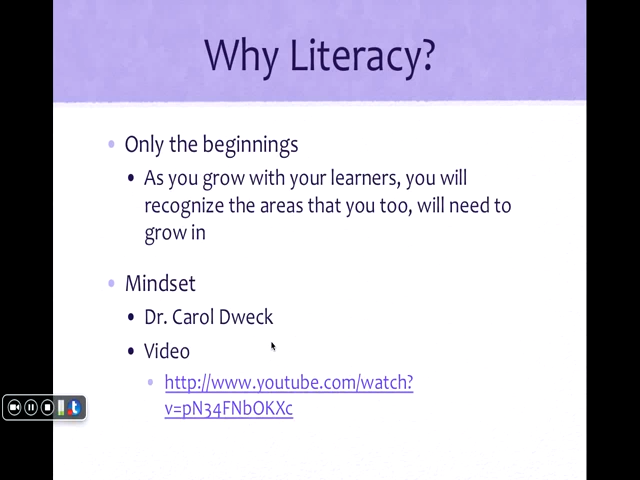 Why Literacy?
Only the beginnings
As you grow with your learners, you will
recognize the areas that you too, will need to
grow in
Mindset
Dr. Carol Dweck
Video
http://www.youtube.com/watch?
v=pN34FNbOKXc